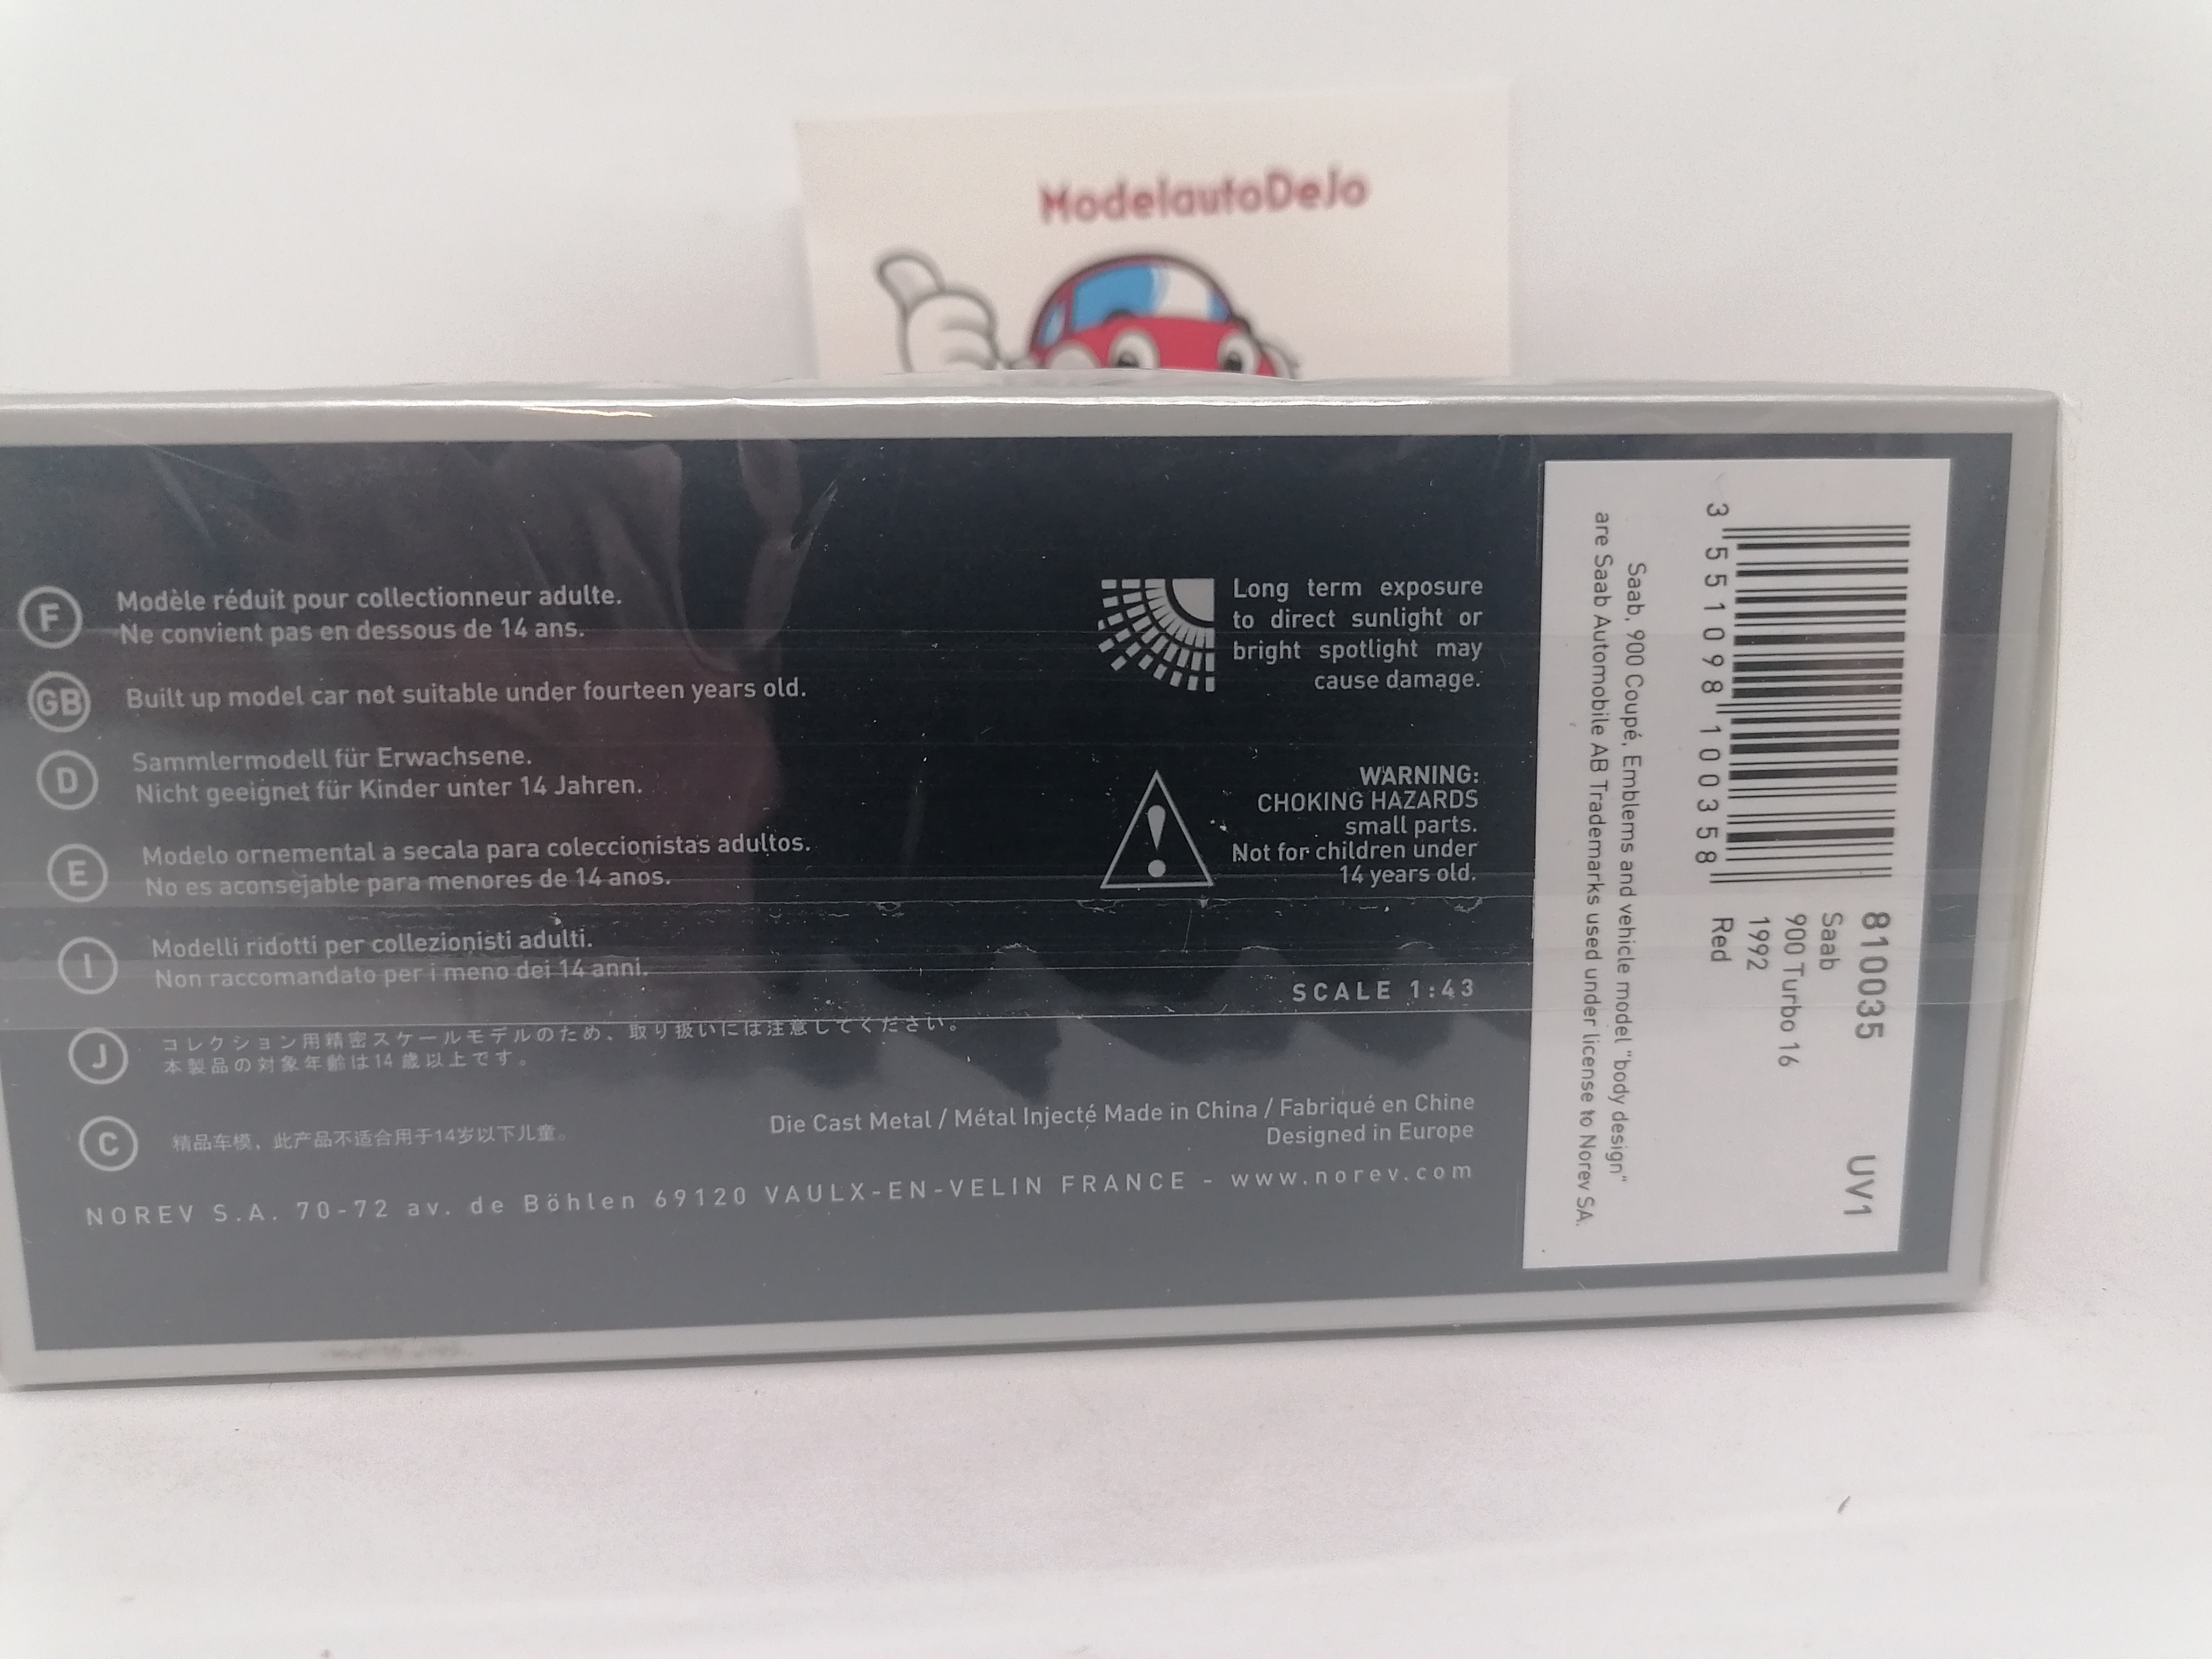 ModelautoDeJo
F
Modèle réduit pour collectionneur adulte.
Ne convient pas en dessous de 14 ans.
GB
Built up model car not suitable under fourteen years old.
D
Sammlermodell für Erwachsene.
Nicht geeignet für Kinder unter 14 Jahren.
E
Modelo ornemental a secala para coleccionistas adultos.
No es aconsejable para menores de 14 anos.
I
Modelli ridotti per collezionisti adulti.
Non raccomandato per i meno dei 14 anni.
J
コレクション用精密スケールモデルのため、取り扱いには注意してください。
本製品の対象年齢は14歳以上です。
C
精品车模，此产品不适合用于14岁以下儿童。
Long term exposure
to direct sunlight or
bright spotlight may
cause damage.
WARNING:
CHOKING HAZARDS
small parts.
Not for children under
14 years old.
SCALE 1:43
Die Cast Metal / Métal Injecté Made in China / Fabriqué en Chine
Designed in Europe
NOREV S.A. 70-72 av. de Böhlen 69120 VAULX-EN-VELIN FRANCE - www.norev.com
3 551098 100358
810035 UV1
Saab
900 Turbo 16
1992
Red
Saab, 900 Coupé, Emblems and vehicle model "body design"
are Saab Automobile AB Trademarks used under license to Norev SA.